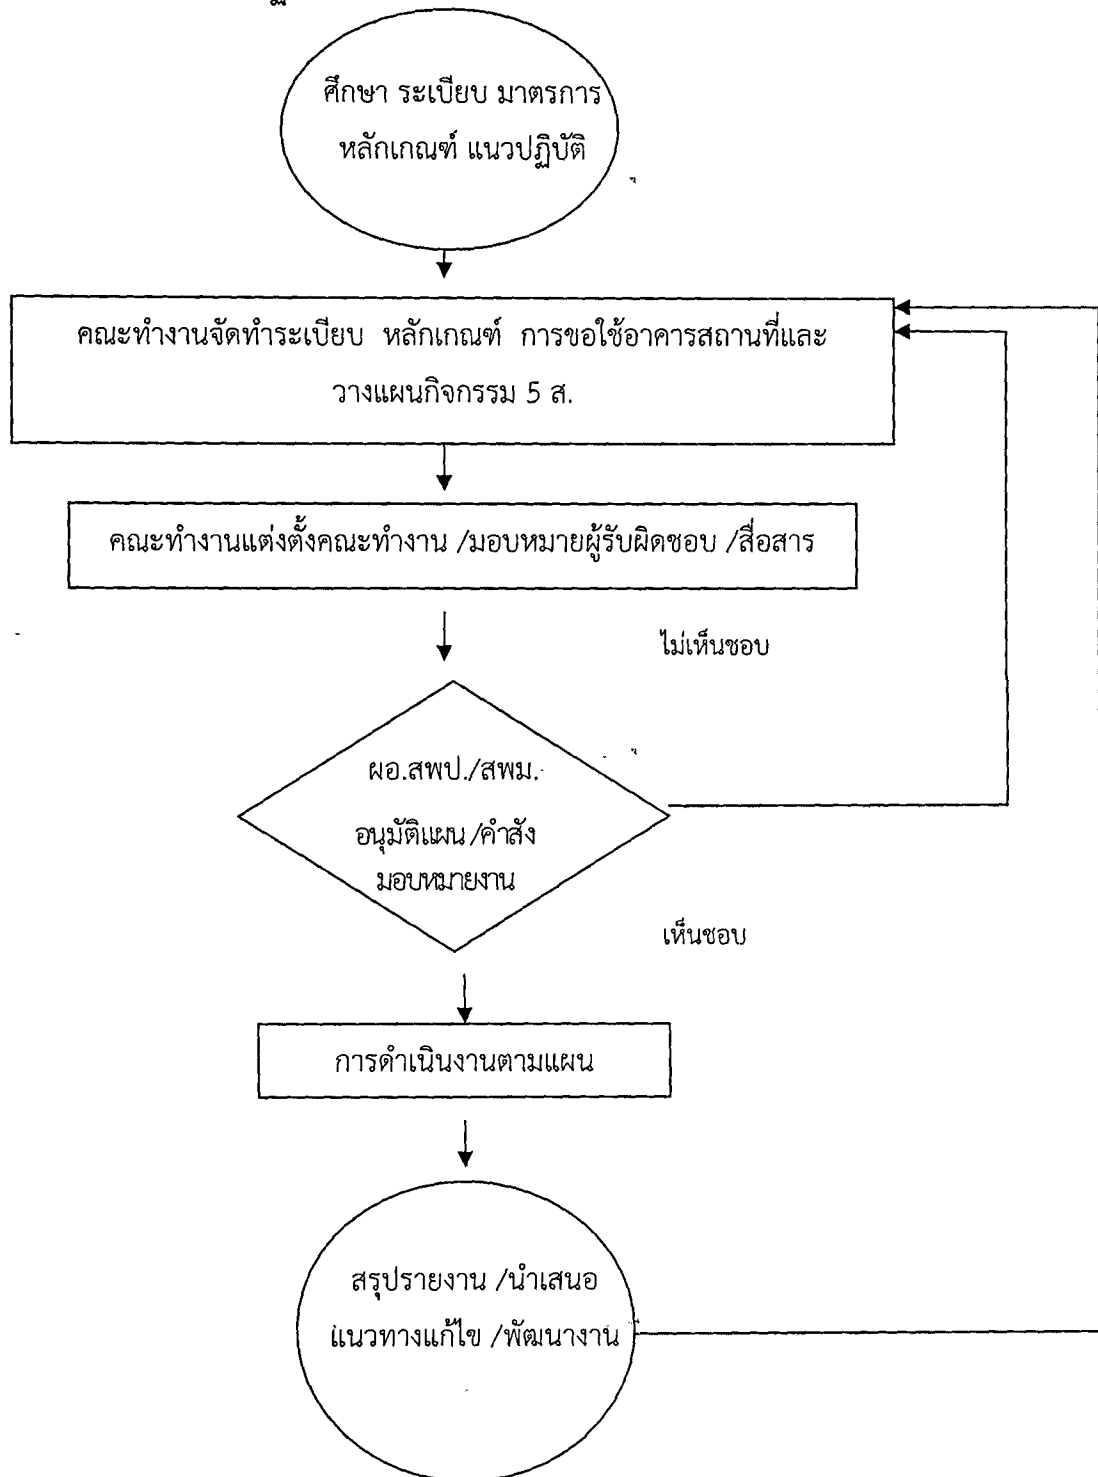 ศึกษา ระเบียบ มาตรการ
หลักเกณฑ์ แนวปฏิบัติ
คณะทำงานจัดทำระเบียบ หลักเกณฑ์ การขอใช้อาคารสถานที่และ
วางแผนกิจกรรม 5 ส.
คณะทำงานแต่งตั้งคณะทำงาน /มอบหมายผู้รับผิดชอบ /สื่อสาร
ไม่เห็นชอบ
ผอ.สพป./สพม.
อนุมัติแผน /คำสั่ง
มอบหมายงาน
เห็นชอบ
การดำเนินงานตามแผน
สรุปรายงาน /นำเสนอ
แนวทางแก้ไข /พัฒนางาน